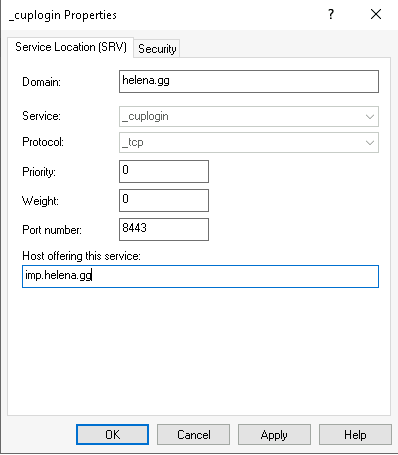 _cuplogin Properties
? ×
Service Location (SRV) Security
Domain: helena.gg
Service: _cuplogin
Protocol: _tcp
Priority: 0
Weight: 0
Port number: 8443
Host offering this service:
imp.helena.gg
OK Cancel Apply Help